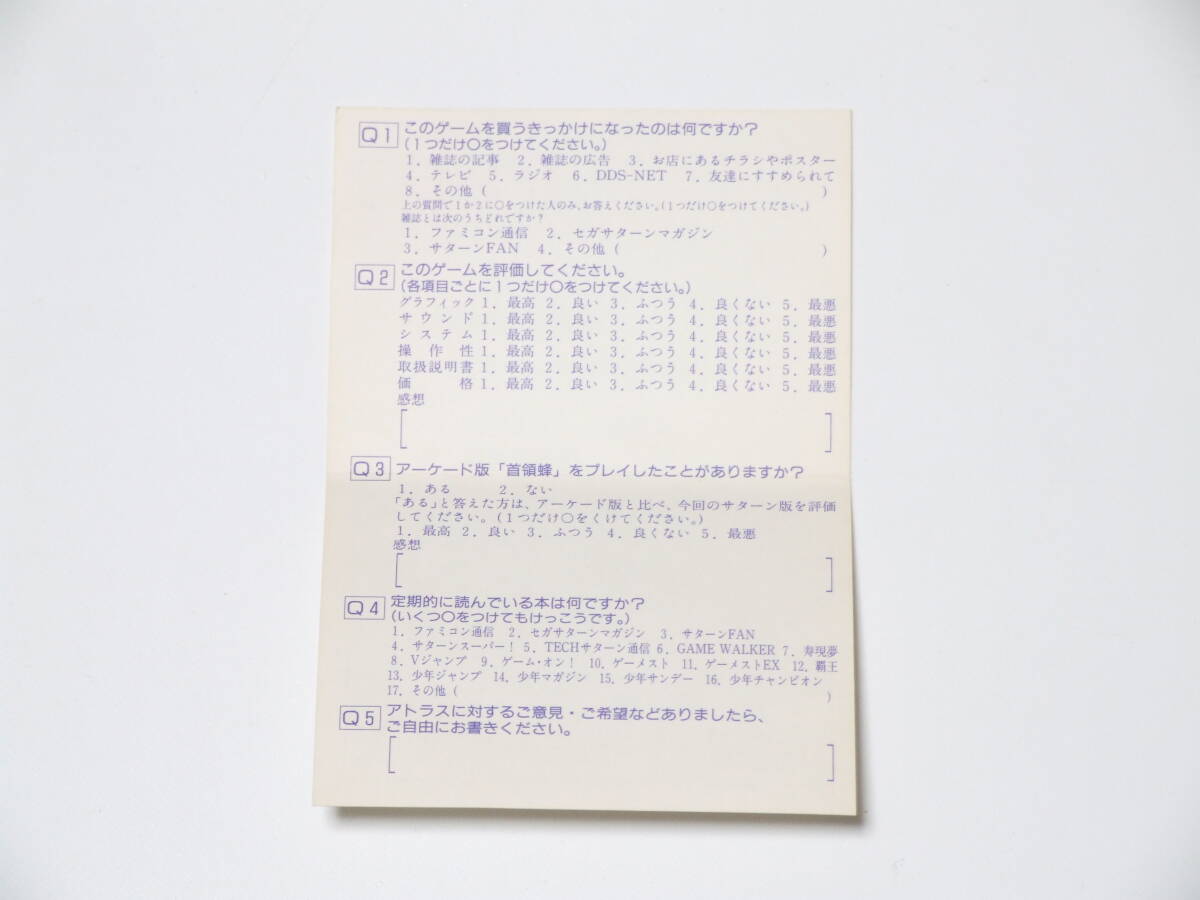 Q1 このゲームを買うきっかけになったのは何ですか？
(1つだけ○をつけてください。)
1．雑誌の記事 2．雑誌の広告 3．お店にあるチラシやポスター
4．テレビ 5．ラジオ 6．DDS-NET 7．友達にすすめられて
8．その他 ( )
上の質問で1か2に○をつけた人のみ、お答えください。(1つだけ○をつけてください。)
雑誌とは次のうちどれですか？
1．ファミコン通信 2．セガサターンマガジン
3．サターンFAN 4．その他 ( )
Q2 このゲームを評価してください。
(各項目ごとに1つだけ○をつけてください。)
グラフィック 1．最高 2．良い 3．ふつう 4．良くない 5．最悪
サウンド 1．最高 2．良い 3．ふつう 4．良くない 5．最悪
システム 1．最高 2．良い 3．ふつう 4．良くない 5．最悪
操作性 1．最高 2．良い 3．ふつう 4．良くない 5．最悪
取扱説明書 1．最高 2．良い 3．ふつう 4．良くない 5．最悪
価格 1．最高 2．良い 3．ふつう 4．良くない 5．最悪
感想
Q3 アーケード版「首領蜂」をプレイしたことがありますか？
1．ある 2．ない
「ある」と答えた方は、アーケード版と比べ、今回のサターン版を評価
してください。(1つだけ○をくけてください。)
1．最高 2．良い 3．ふつう 4．良くない 5．最悪
感想
Q4 定期的に読んでいる本は何ですか？
(いくつ○をつけてもけっこうです。)
1．ファミコン通信 2．セガサターンマガジン 3．サターンFAN
4．サターンスーパー！ 5．TECHサターン通信 6．GAME WALKER 7．寿現夢
8．Vジャンプ 9．ゲーム・オン！ 10．ゲーメスト 11．ゲーメストEX 12．覇王
13．少年ジャンプ 14．少年マガジン 15．少年サンデー 16．少年チャンピオン
17．その他 ( )
Q5 アトラスに対するご意見・ご希望などありましたら、
ご自由にお書きください。